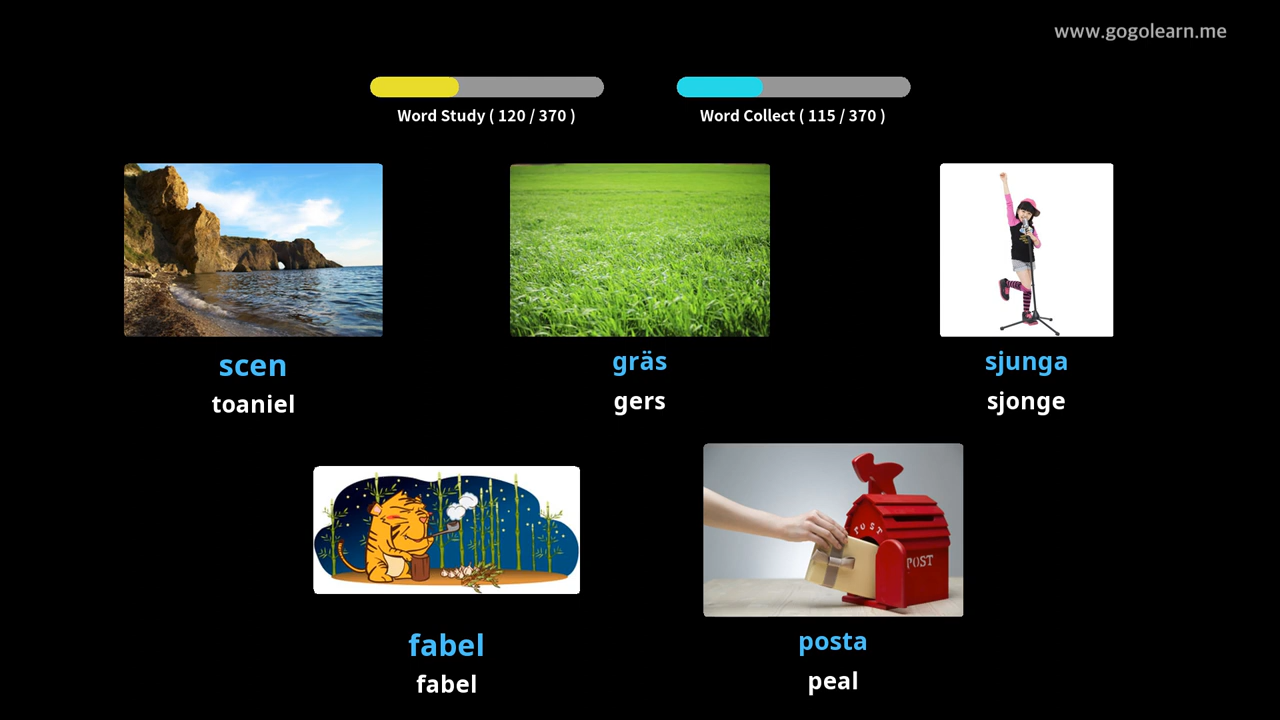 www.gogolearn.me
Word Study ( 120 / 370 )
Word Collect ( 115 / 370 )
scen
toaniel
gräs
gers
sjunga
sjonge
POST
POST
fabel
fabel
posta
peal